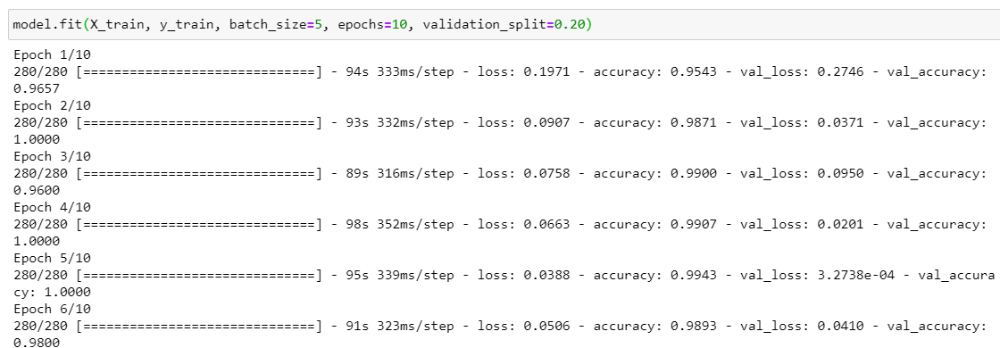 model.fit(X_train, y_train, batch_size=5, epochs=10, validation_split=0.20)
Epoch 1/10
280/280 [==============================] - 94s 333ms/step - loss: 0.1971 - accuracy: 0.9543 - val_loss: 0.2746 - val_accuracy:
0.9657
Epoch 2/10
280/280 [==============================] - 93s 332ms/step - loss: 0.0907 - accuracy: 0.9871 - val_loss: 0.0371 - val_accuracy:
1.0000
Epoch 3/10
280/280 [==============================] - 89s 316ms/step - loss: 0.0758 - accuracy: 0.9900 - val_loss: 0.0950 - val_accuracy:
0.9600
Epoch 4/10
280/280 [==============================] - 98s 352ms/step - loss: 0.0663 - accuracy: 0.9907 - val_loss: 0.0201 - val_accuracy:
1.0000
Epoch 5/10
280/280 [==============================] - 95s 339ms/step - loss: 0.0388 - accuracy: 0.9943 - val_loss: 3.2738e-04 - val_accura
cy: 1.0000
Epoch 6/10
280/280 [==============================] - 91s 323ms/step - loss: 0.0506 - accuracy: 0.9893 - val_loss: 0.0410 - val_accuracy:
0.9800